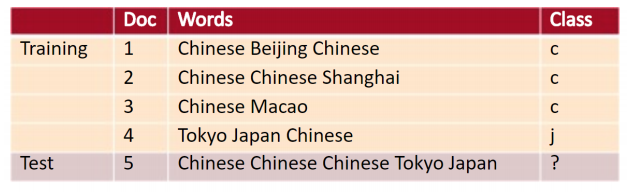 Doc Words Class
Training 1 Chinese Beijing Chinese c
2 Chinese Chinese Shanghai c
3 Chinese Macao c
4 Tokyo Japan Chinese j
Test 5 Chinese Chinese Chinese Tokyo Japan ?